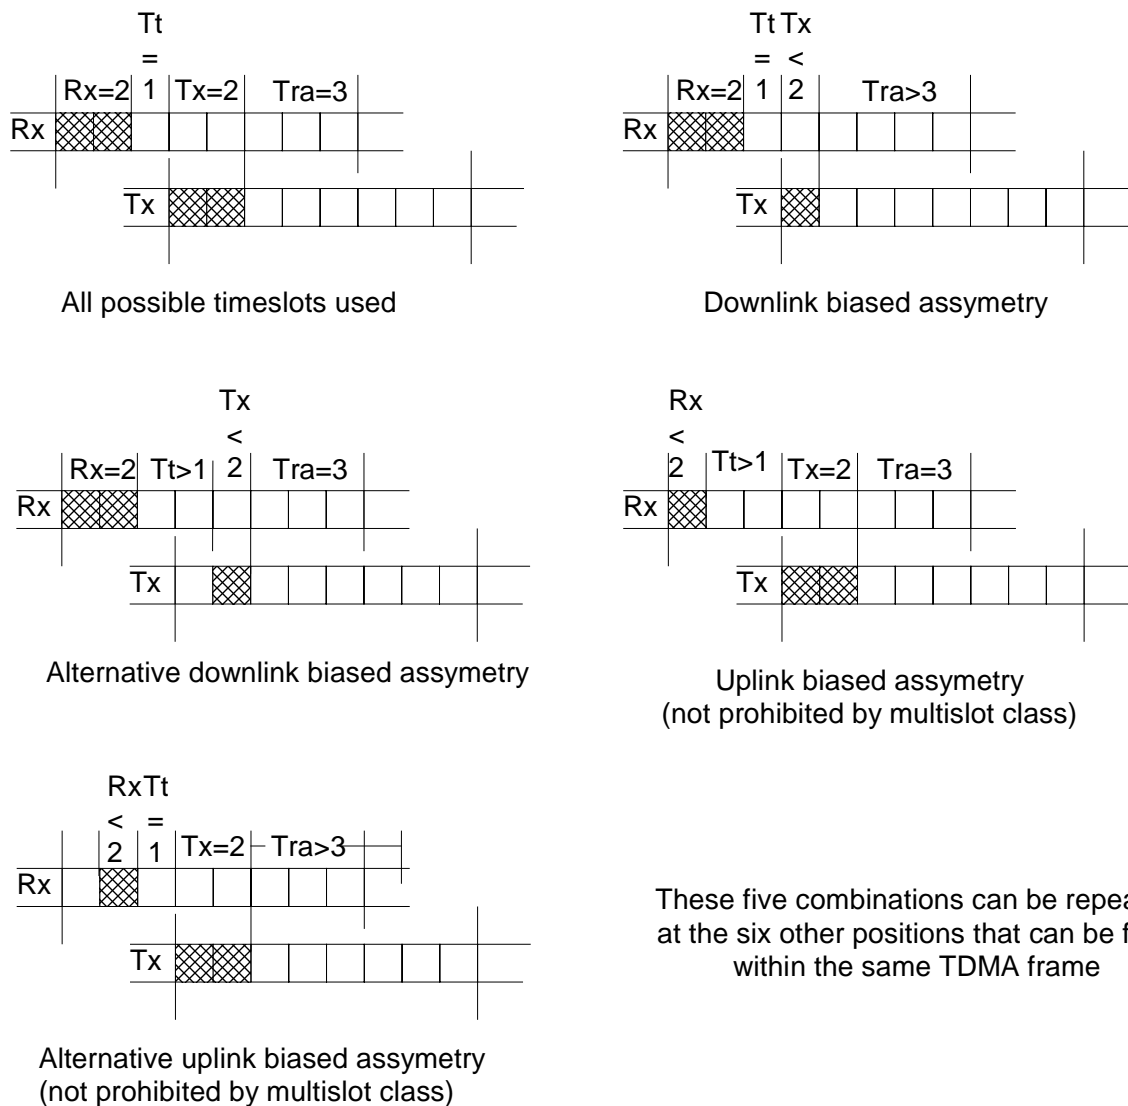 Tt
=
Rx=2 1 Tx=2 Tra=3
Rx
Tx
All possible timeslots used
Tt Tx
= <
Rx=2 1 2 Tra>3
Rx
Tx
Downlink biased assymetry
Tx
<
Rx=2 Tt>1 2 Tra=3
Rx
Tx
Alternative downlink biased assymetry
Rx
<
2 Tt>1 Tx=2 Tra=3
Rx
Tx
Uplink biased assymetry
(not prohibited by multislot class)
RxTt
< =
2 1 Tx=2 Tra>3
Rx
Tx
Alternative uplink biased assymetry
(not prohibited by multislot class)
These five combinations can be
at the six other positions that can be
within the same TDMA frame